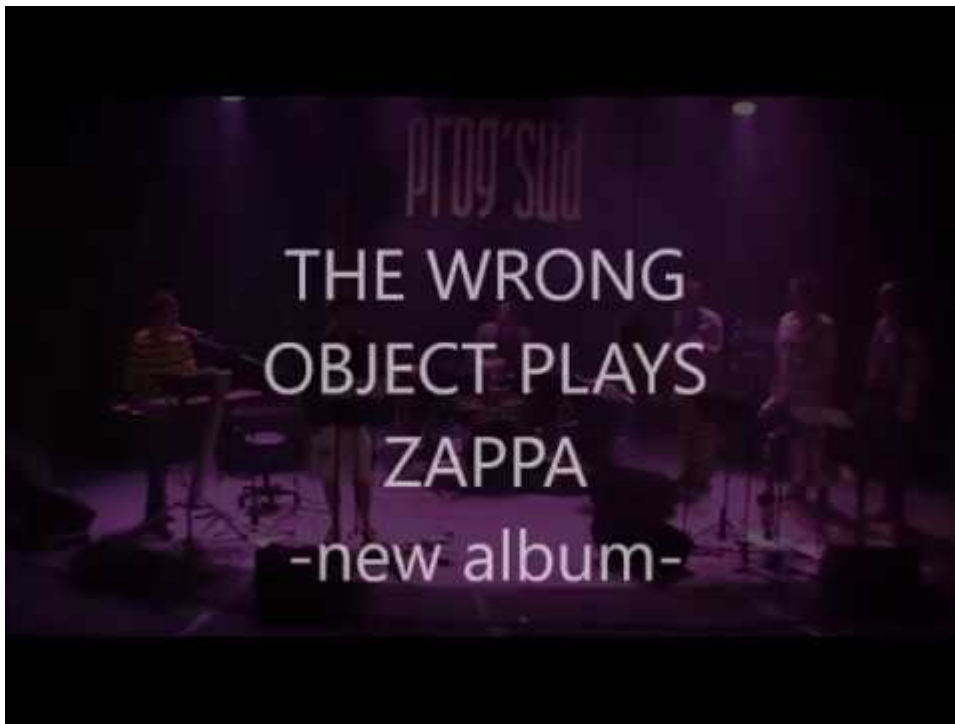 prog'sud
THE WRONG
OBJECT PLAYS
ZAPPA
-new album-